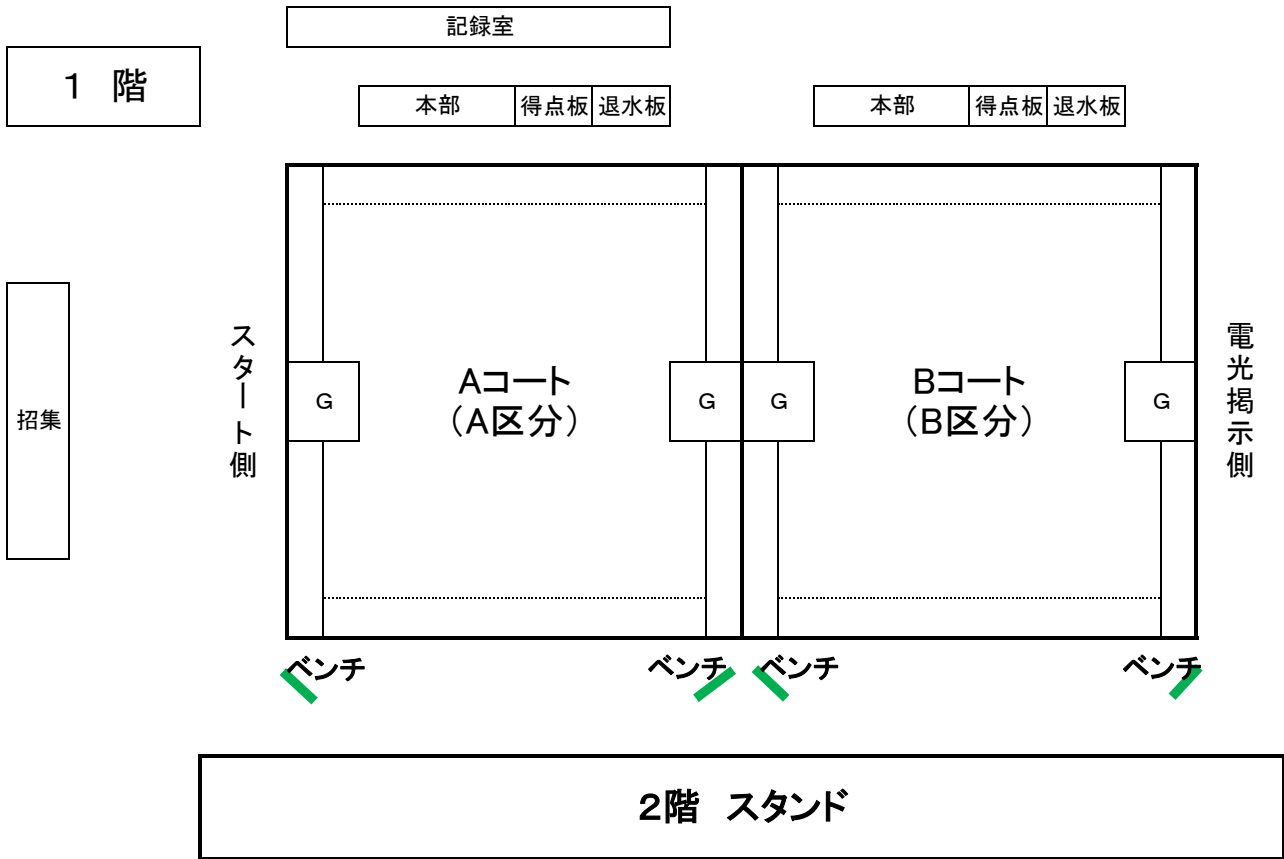 記録室
１　階
本部 得点板 退水板 本部 得点板 退水板
招集
スタート側
G
Aコート
（A区分）
G
G
Bコート
（B区分）
G
電光掲示側
ベンチ ベンチ ベンチ ベンチ
２階　スタンド